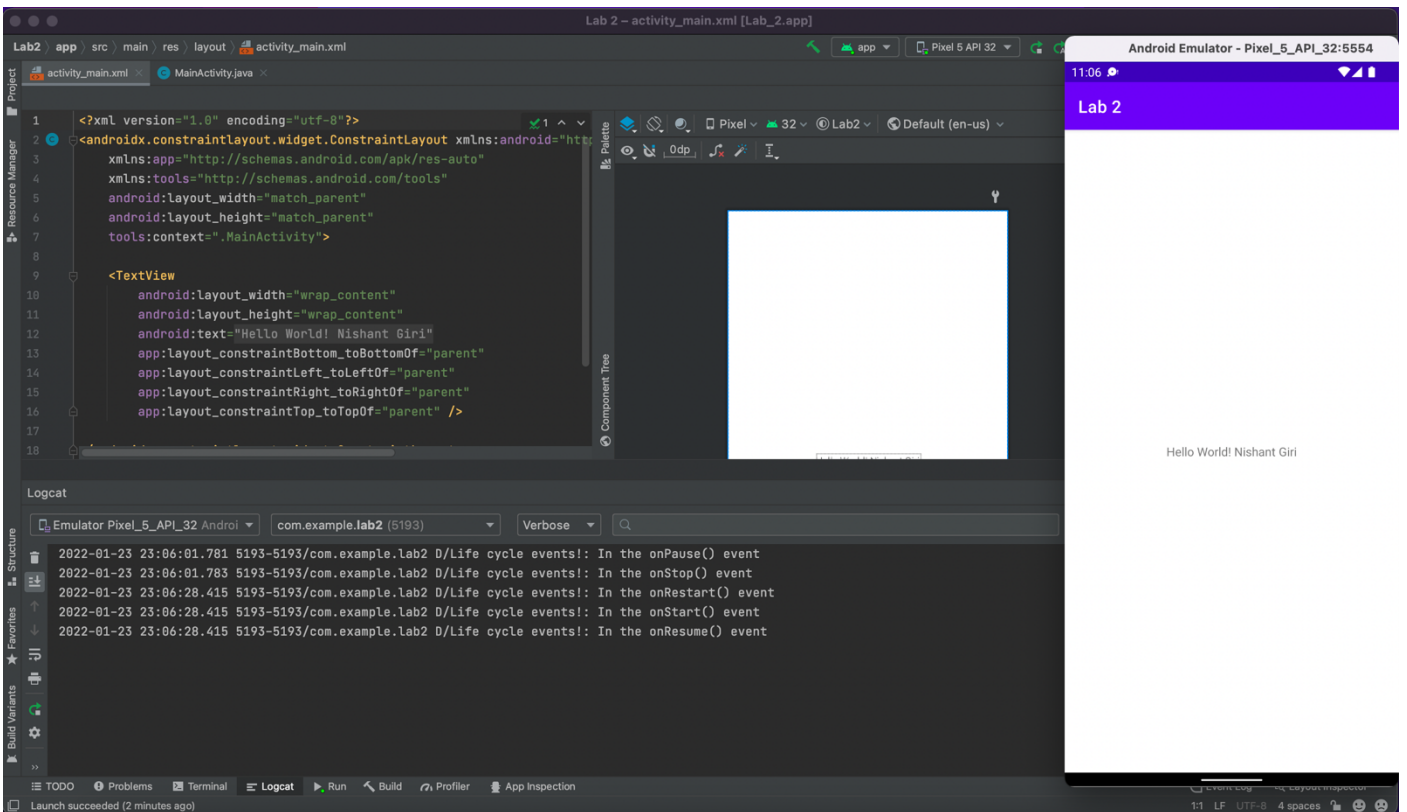 Lab 2 – activity_main.xml [Lab_2.app]
Lab2 〉 app 〉 src 〉 main 〉 res 〉 layout 〉 activity_main.xml
app
Pixel 5 API 32
activity_main.xml
MainActivity.java
Project
Resource Manager
Structure
Favorites
Build Variants
1 <?xml version="1.0" encoding="utf-8"?>
2 <androidx.constraintlayout.widget.ConstraintLayout xmlns:android="htt
3 xmlns:app="http://schemas.android.com/apk/res-auto"
4 xmlns:tools="http://schemas.android.com/tools"
5 android:layout_width="match_parent"
6 android:layout_height="match_parent"
7 tools:context=".MainActivity">
8
9 <TextView
10 android:layout_width="wrap_content"
11 android:layout_height="wrap_content"
12 android:text="Hello World! Nishant Giri"
13 app:layout_constraintBottom_toBottomOf="parent"
14 app:layout_constraintLeft_toLeftOf="parent"
15 app:layout_constraintRight_toRightOf="parent"
16 app:layout_constraintTop_toTopOf="parent" />
17
18
1
Palette
Component Tree
Pixel 32 Lab2 Default (en-us)
0dp
Logcat
Emulator Pixel_5_API_32 Androi
com.example.lab2 (5193)
Verbose
2022-01-23 23:06:01.781 5193-5193/com.example.lab2 D/Life cycle events!: In the onPause() event
2022-01-23 23:06:01.783 5193-5193/com.example.lab2 D/Life cycle events!: In the onStop() event
2022-01-23 23:06:28.415 5193-5193/com.example.lab2 D/Life cycle events!: In the onRestart() event
2022-01-23 23:06:28.415 5193-5193/com.example.lab2 D/Life cycle events!: In the onStart() event
2022-01-23 23:06:28.415 5193-5193/com.example.lab2 D/Life cycle events!: In the onResume() event
TODO Problems Terminal Logcat Run Build Profiler App Inspection
Event Log Layout Inspector
Launch succeeded (2 minutes ago)
1:1 LF UTF-8 4 spaces
Android Emulator - Pixel_5_API_32:5554
11:06
Lab 2
Hello World! Nishant Giri